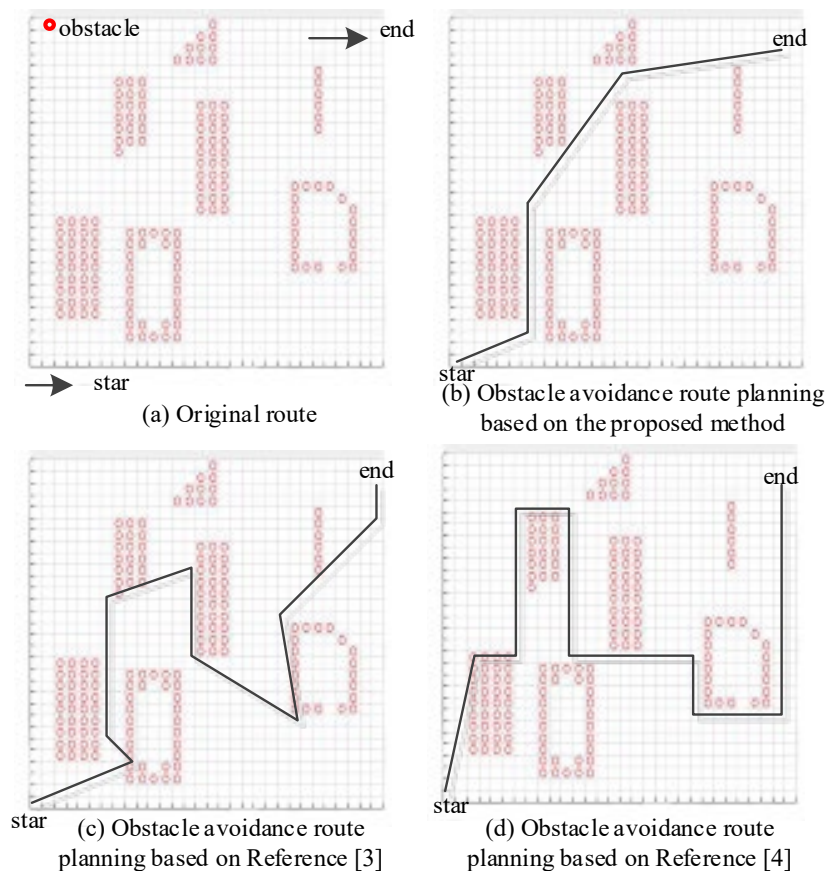 obstacle
end
star
(a) Original route
end
star
(b) Obstacle avoidance route planning
based on the proposed method
end
star
(c) Obstacle avoidance route
planning based on Reference [3]
end
star
(d) Obstacle avoidance route
planning based on Reference [4]